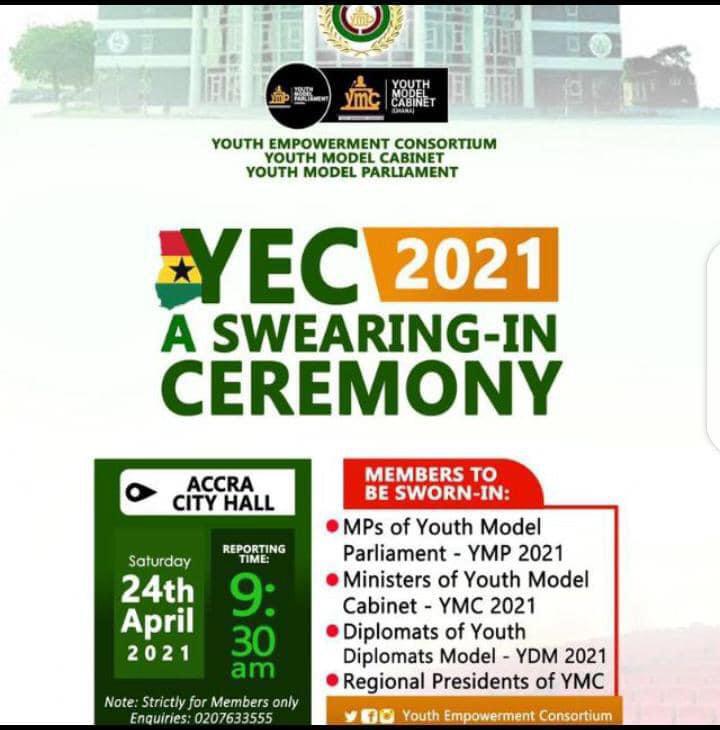 YOUTH
MODEL
PARLIAMENT
ymc
YOUTH
MODEL
CABINET
(GHANA)
YOUTH EMPOWERMENT CONSORTIUM
YOUTH MODEL CABINET
YOUTH MODEL PARLIAMENT
YEC 2021
A SWEARING-IN
CEREMONY
ACCRA
CITY HALL
Saturday
24th
April
2021
REPORTING
TIME:
9:
30
am
Note: Strictly for Members only
Enquiries: 0207633555
MEMBERS TO
BE SWORN-IN:
MPs of Youth Model
Parliament - YMP 2021
Ministers of Youth Model
Cabinet - YMC 2021
Diplomats of Youth
Diplomats Model - YDM 2021
Regional Presidents of YMC
Youth Empowerment Consortium